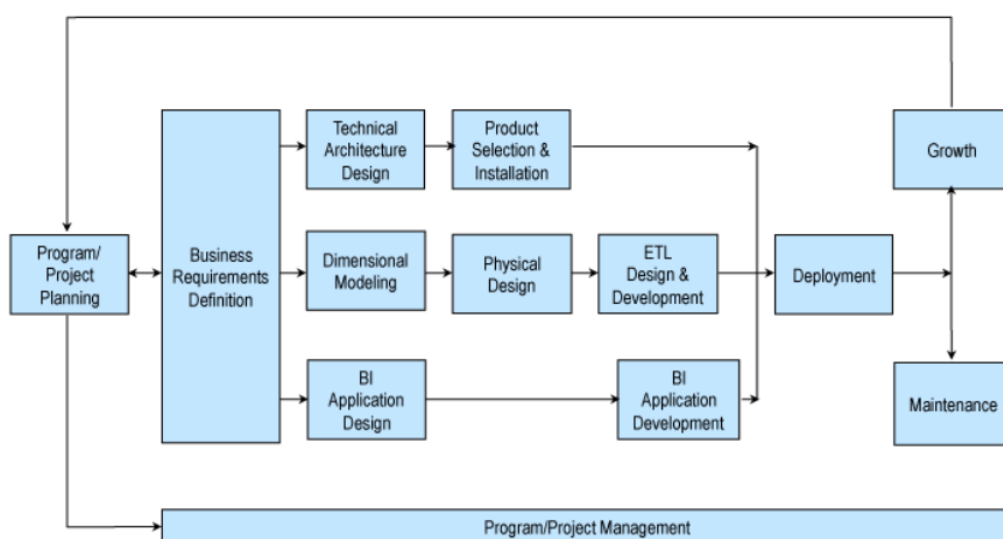 Technical
Architecture
Design
Product
Selection &
Installation
Growth
Program/
Project
Planning
Business
Requirements
Definition
Dimensional
Modeling
Physical
Design
ETL
Design &
Development
Deployment
BI
Application
Design
BI
Application
Development
Maintenance
Program/Project Management